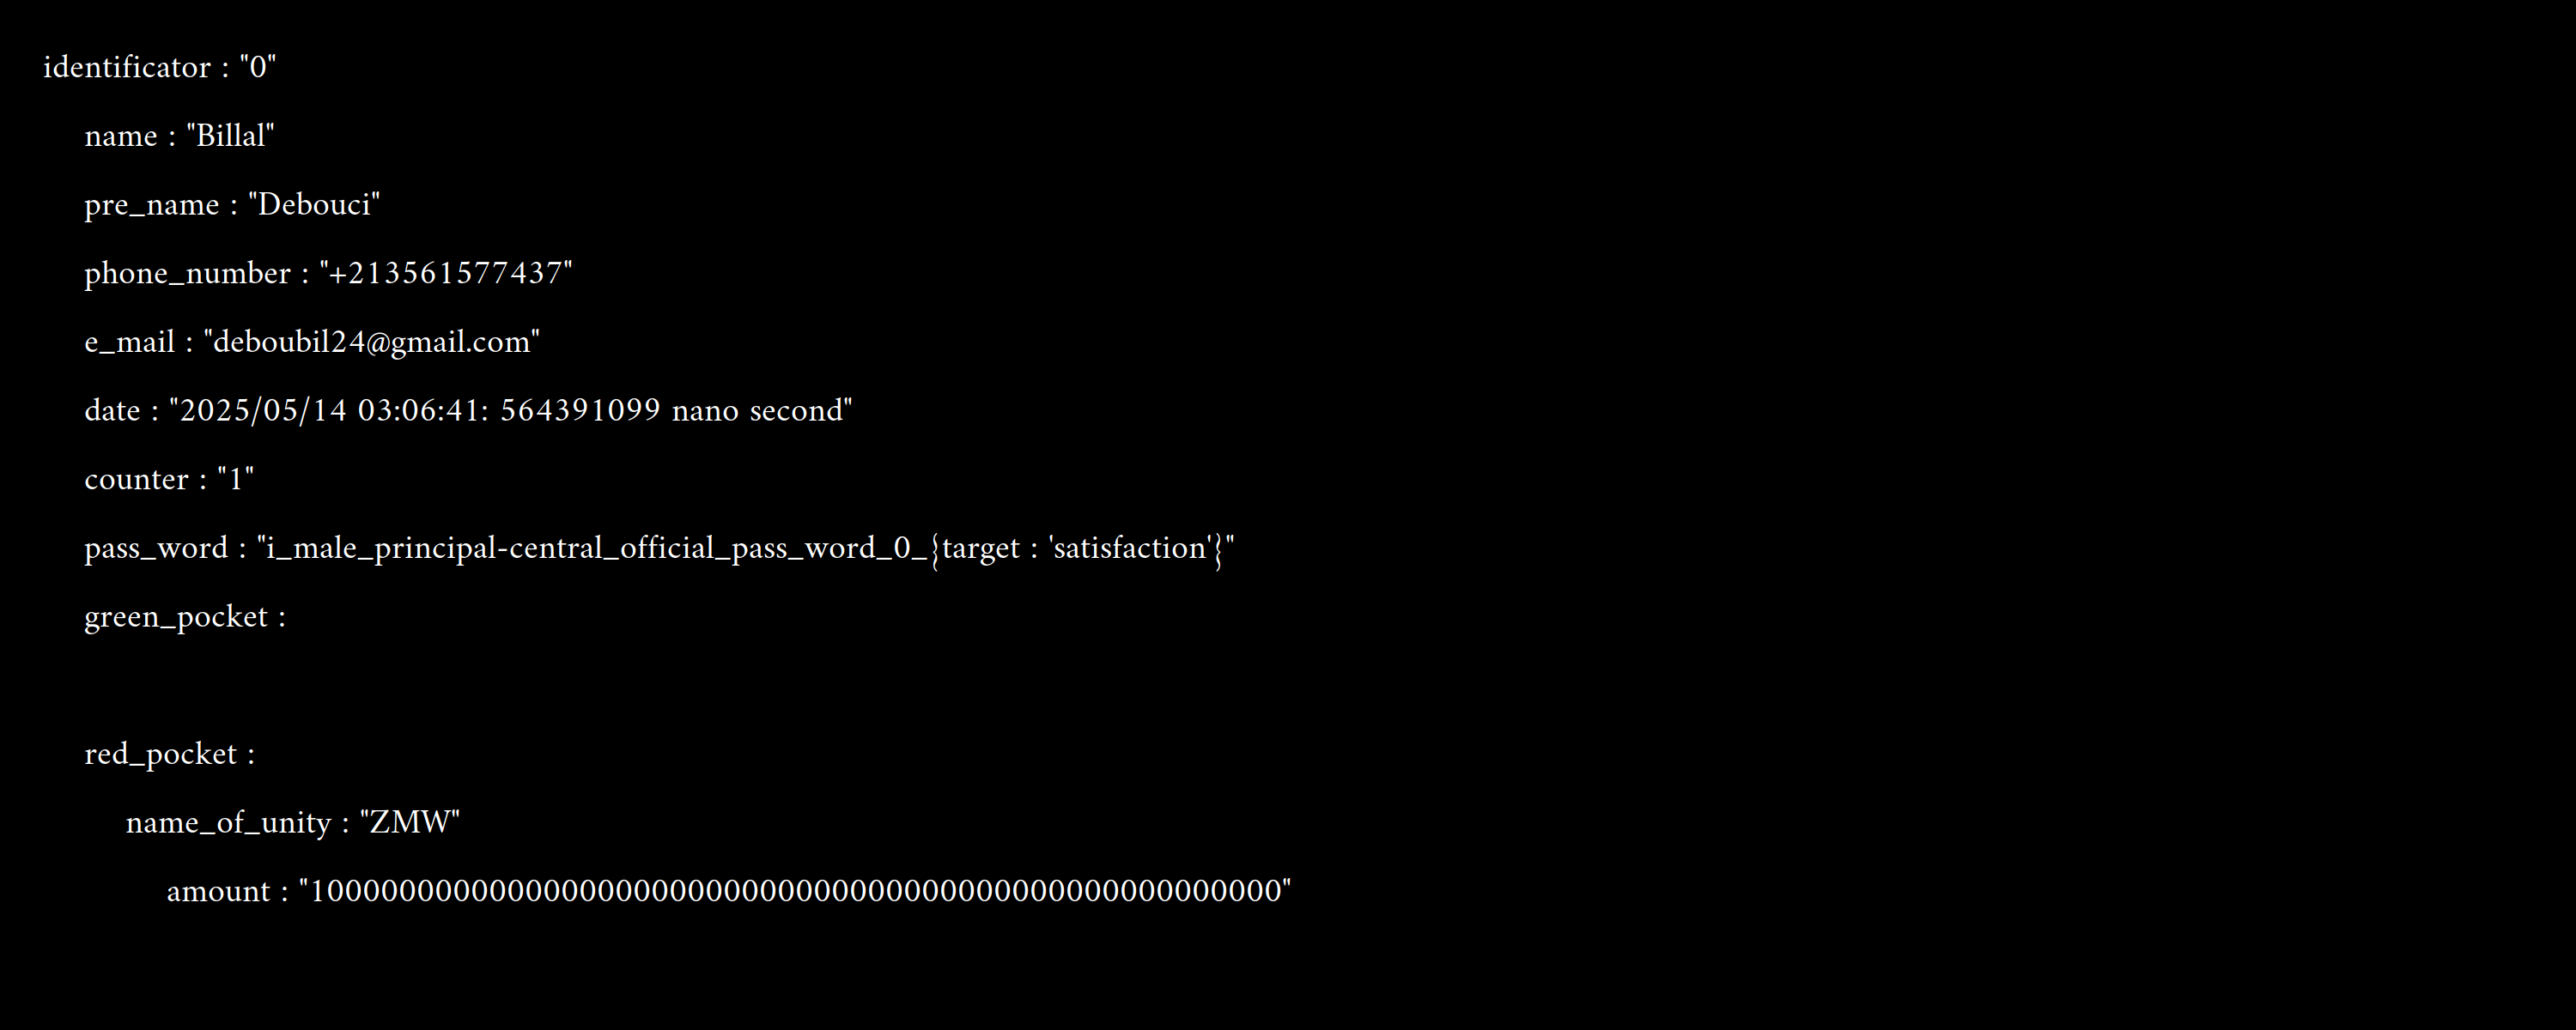 identificator : "0"
name : "Billal"
pre_name : "Debouci"
phone_number : "+213561577437"
e_mail : "deboubil24@gmail.com"
date : "2025/05/14 03:06:41: 564391099 nano second"
counter : "1"
pass_word : "i_male_principal-central_official_pass_word_0_{target : 'satisfaction'}"
green_pocket :
red_pocket :
name_of_unity : "ZMW"
amount : "100000000000000000000000000000000000000000000000000000"